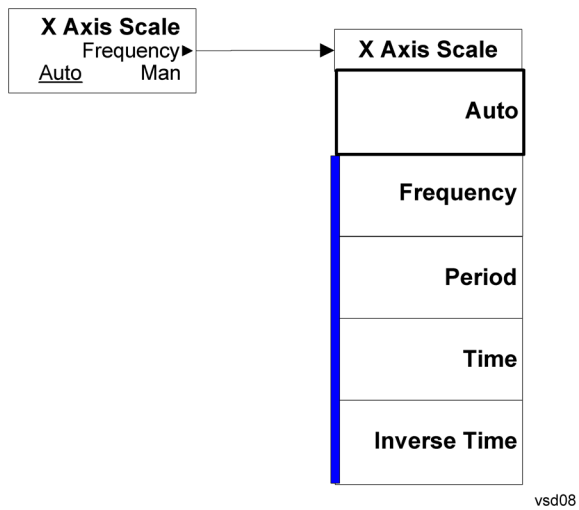 X Axis Scale
Frequency
Auto Man
X Axis Scale
Auto
Frequency
Period
Time
Inverse Time
vsd08